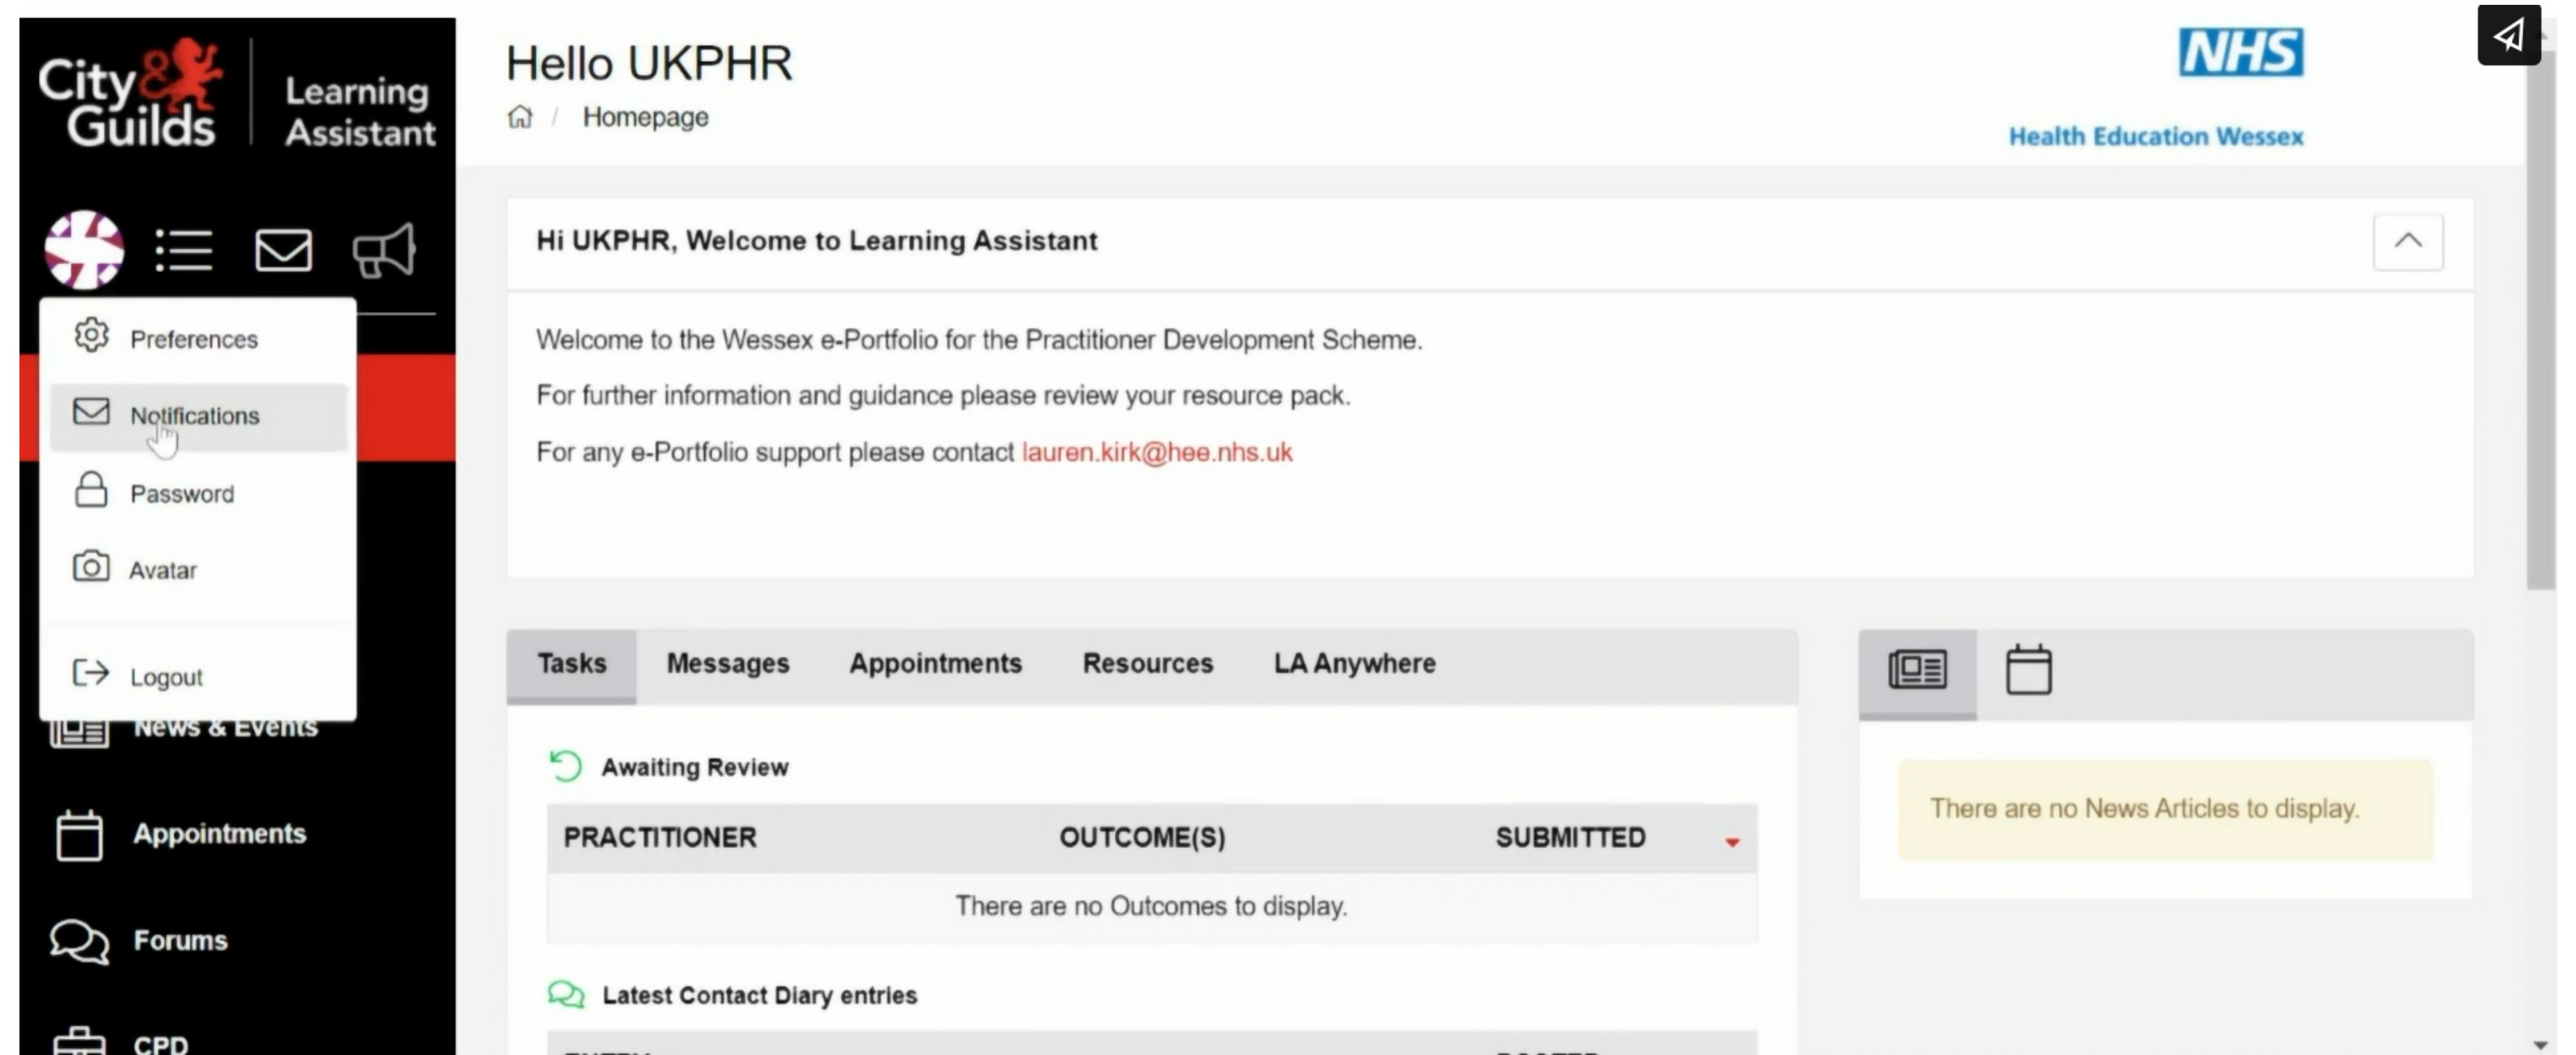 City & Guilds
Learning Assistant
Preferences
Notifications
Password
Avatar
Logout
News & Events
Appointments
Forums
CPD
Hello UKPHR
/ Homepage
NHS
Health Education Wessex
Hi UKPHR, Welcome to Learning Assistant
Welcome to the Wessex e-Portfolio for the Practitioner Development Scheme.
For further information and guidance please review your resource pack.
For any e-Portfolio support please contact lauren.kirk@hee.nhs.uk
Tasks Messages Appointments Resources LA Anywhere
Awaiting Review
PRACTITIONER OUTCOME(S) SUBMITTED
There are no Outcomes to display.
Latest Contact Diary entries
There are no News Articles to display.